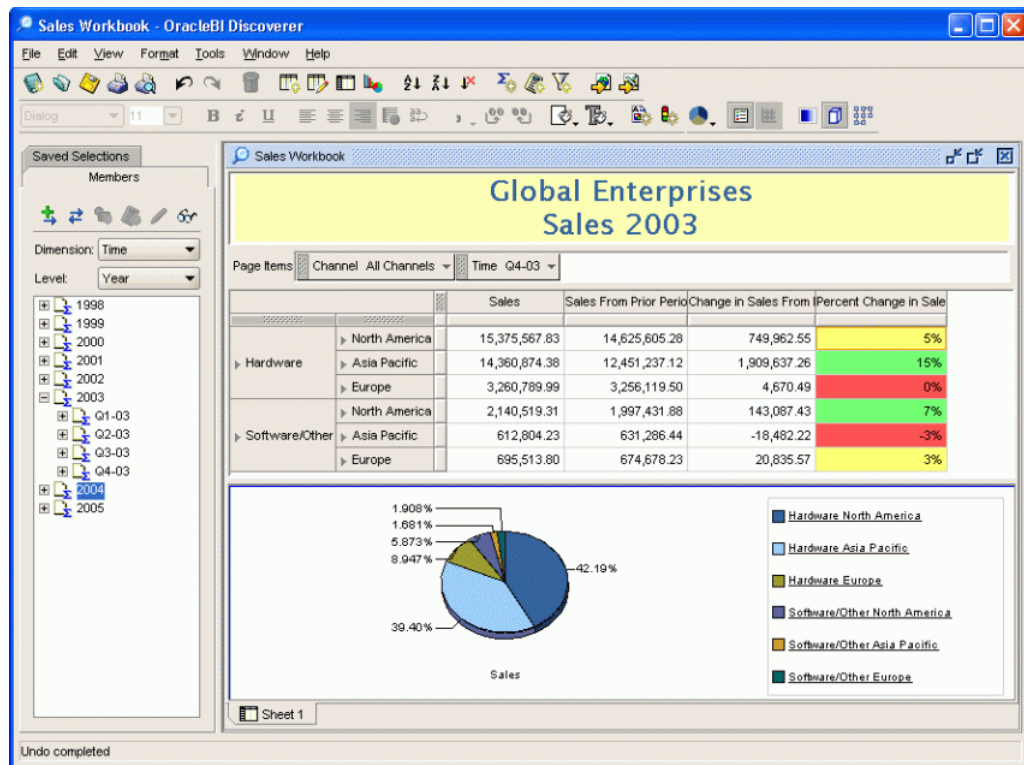 Sales Workbook - OracleBI Discoverer
File Edit View Format Tools Window Help
Dialog 11 B i U
Saved Selections
Members
Dimension: Time
Level: Year
1998
1999
2000
2001
2002
2003
Q1-03
Q2-03
Q3-03
Q4-03
2004
2005
Sales Workbook
Global Enterprises
Sales 2003
Page Items Channel All Channels Time Q4-03
Sales Sales From Prior Perio Change in Sales From Percent Change in Sale
Hardware
North America 15,375,567.83 14,625,605.28 749,962.55 5%
Asia Pacific 14,360,874.38 12,451,237.12 1,909,637.26 15%
Europe 3,260,789.99 3,256,119.50 4,670.49 0%
Software/Other
North America 2,140,519.31 1,997,431.88 143,087.43 7%
Asia Pacific 612,804.23 631,286.44 -18,482.22 -3%
Europe 695,513.80 674,678.23 20,835.57 3%
1.908%
1.681%
5.873%
8.947%
42.19%
39.40%
Sales
Hardware North America
Hardware Asia Pacific
Hardware Europe
Software/Other North America
Software/Other Asia Pacific
Software/Other Europe
Sheet 1
Undo completed